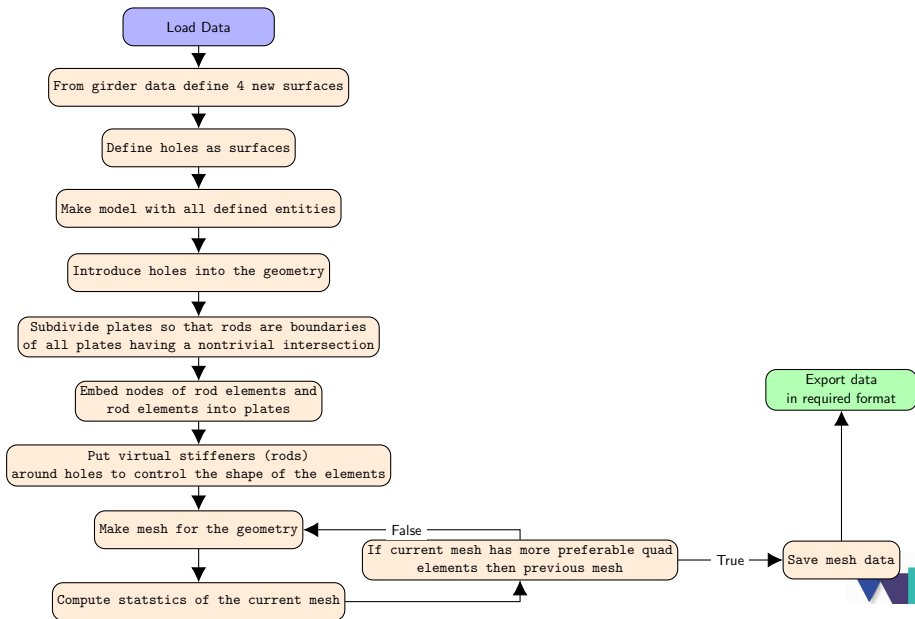 Load Data
From girder data define 4 new surfaces
Define holes as surfaces
Make model with all defined entities
Introduce holes into the geometry
Subdivide plates so that rods are boundaries
of all plates having a nontrivial intersection
Embed nodes of rod elements and
rod elements into plates
Put virtual stiffeners (rods)
around holes to control the shape of the elements
Make mesh for the geometry
Compute statstics of the current mesh
False
If current mesh has more preferable quad
elements then previous mesh
True
Save mesh data
Export data
in required format